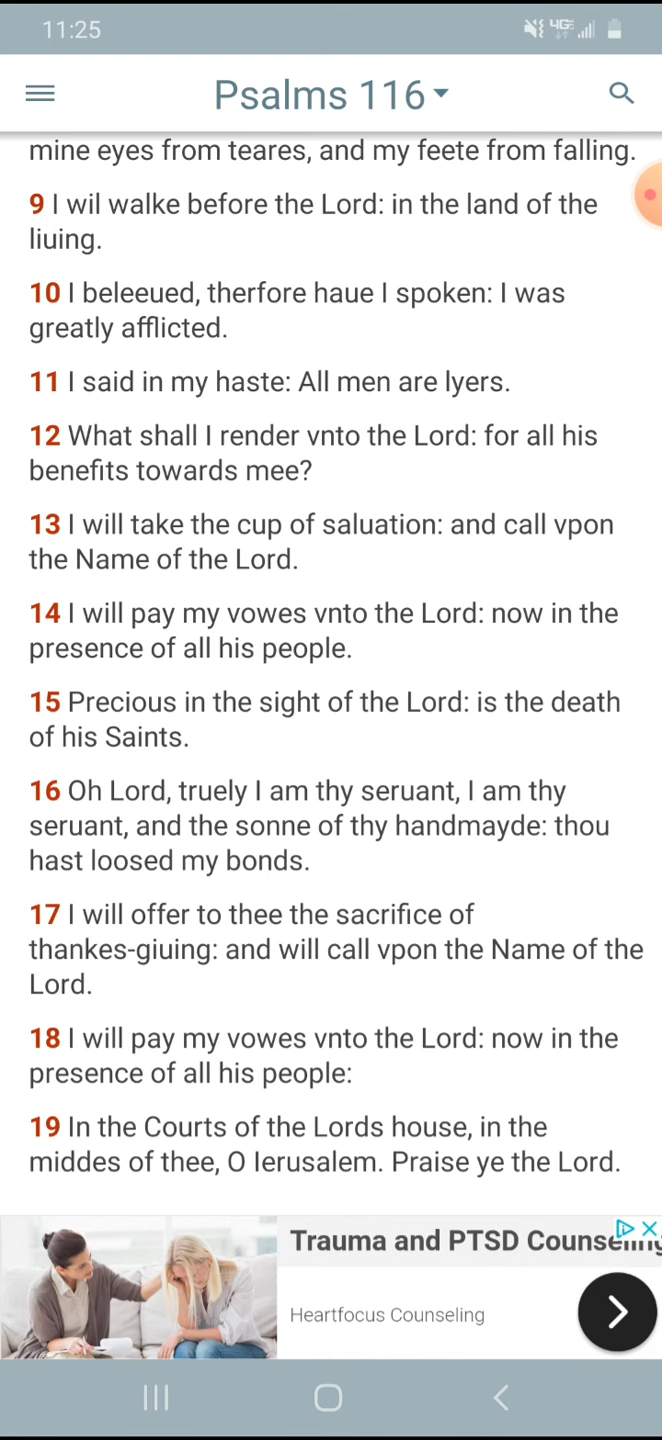 11:25
4GE
Psalms 116
mine eyes from teares, and my feete from falling.
9 I wil walke before the Lord: in the land of the
liuing.
10 I beleeued, therfore haue I spoken: I was
greatly afflicted.
11 I said in my haste: All men are lyers.
12 What shall I render vnto the Lord: for all his
benefits towards mee?
13 I will take the cup of saluation: and call vpon
the Name of the Lord.
14 I will pay my vowes vnto the Lord: now in the
presence of all his people.
15 Precious in the sight of the Lord: is the death
of his Saints.
16 Oh Lord, truely I am thy seruant, I am thy
seruant, and the sonne of thy handmayde: thou
hast loosed my bonds.
17 I will offer to thee the sacrifice of
thankes-giuing: and will call vpon the Name of the
Lord.
18 I will pay my vowes vnto the Lord: now in the
presence of all his people:
19 In the Courts of the Lords house, in the
middes of thee, O Ierusalem. Praise ye the Lord.
Trauma and PTSD Counseling
Heartfocus Counseling